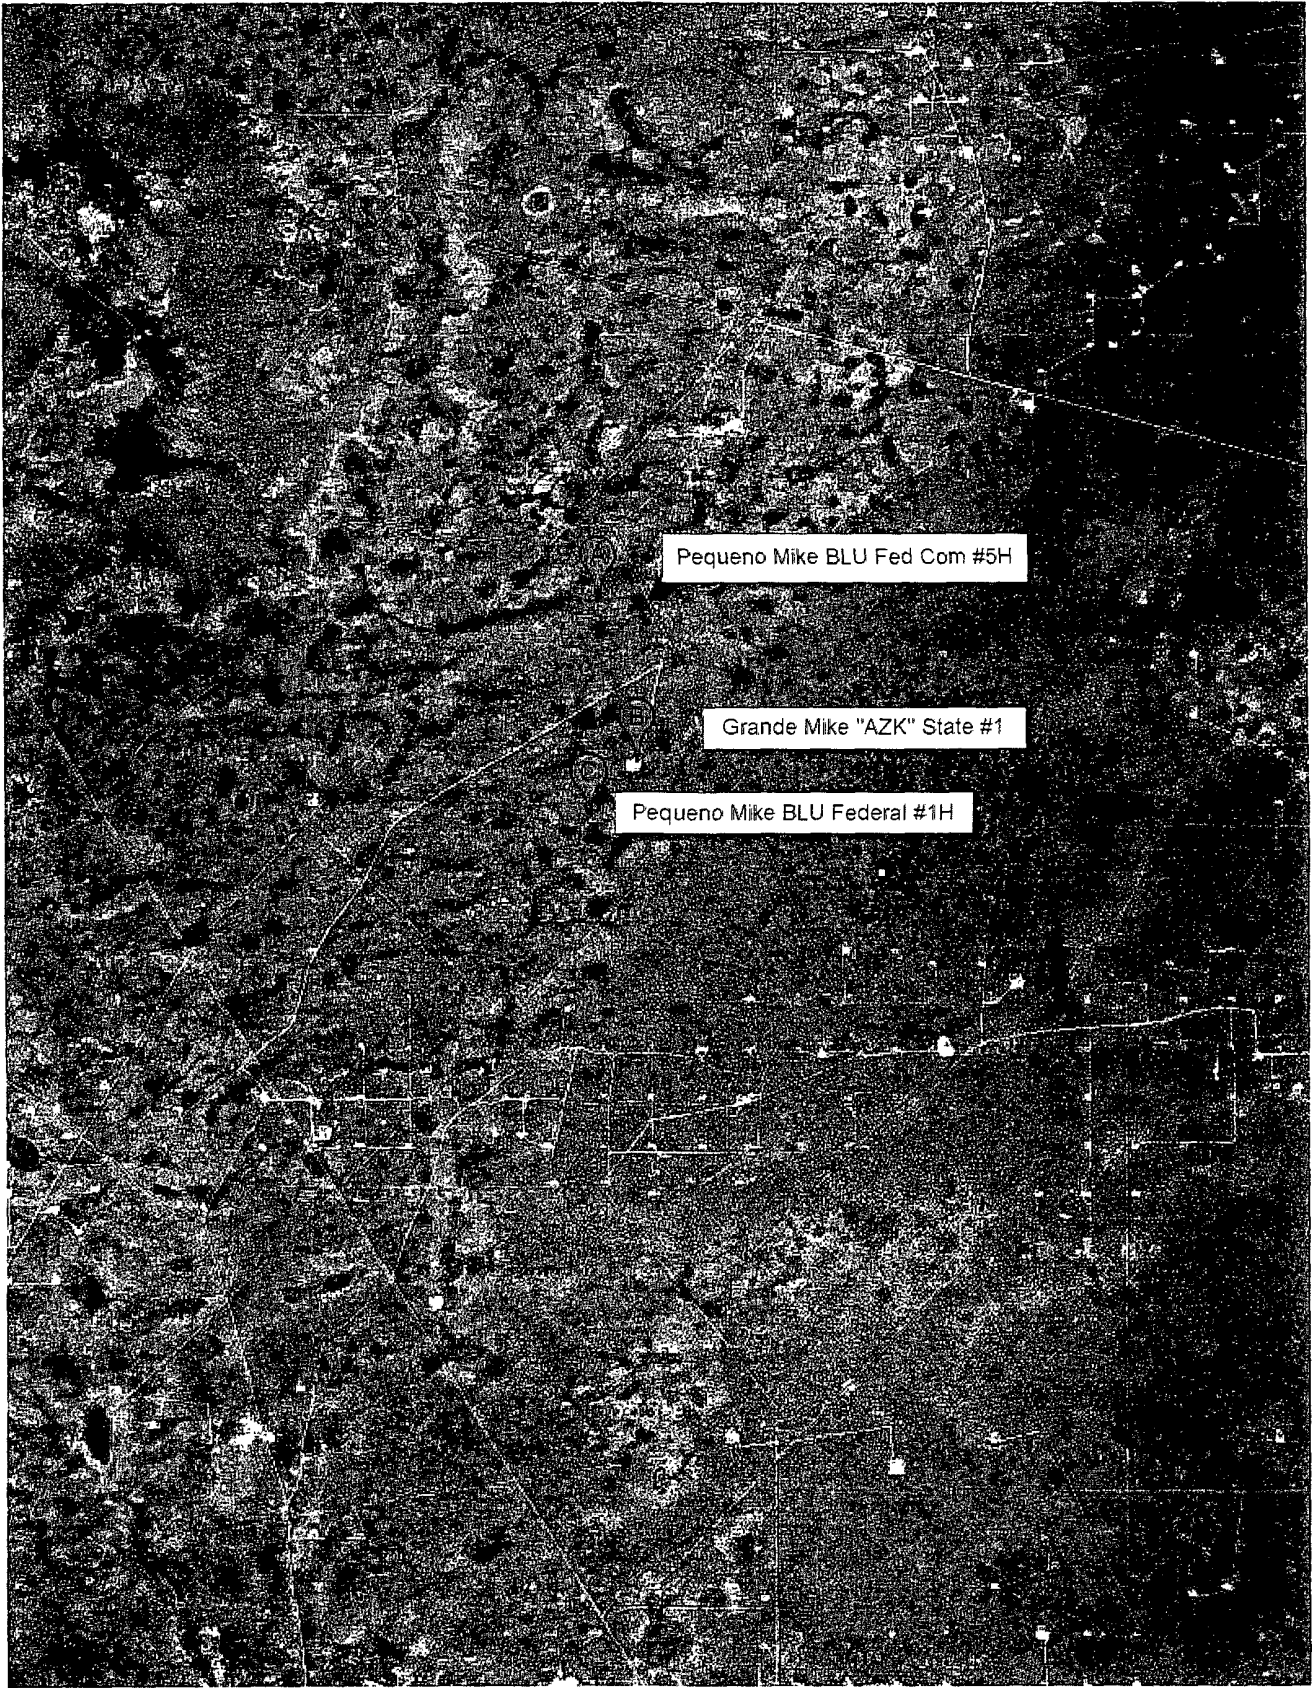 Pequeno Mike BLU Fed Com #5H
B
Grande Mike "AZK" State #1
C
Pequeno Mike BLU Federal #1H